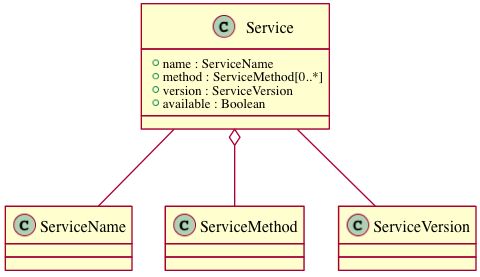 C Service
name : ServiceName
method : ServiceMethod[0..*]
version : ServiceVersion
available : Boolean
C ServiceName
C ServiceMethod
C ServiceVersion